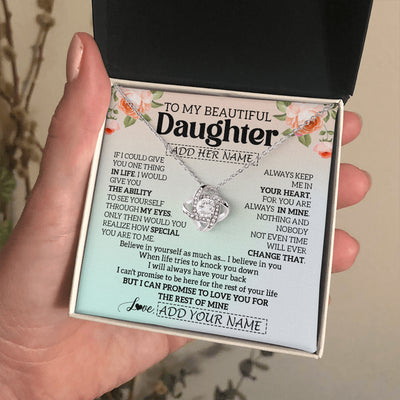 TO MY BEAUTIFUL
Daughter
ADD HER NAME
IF I COULD GIVE
YOU ONE THING
IN LIFE I WOULD
GIVE YOU
THE ABILITY
TO SEE YOURSELF
THROUGH MY EYES,
ONLY THEN WOULD YOU
REALIZE HOW SPECIAL
YOU ARE TO ME.
ALWAYS KEEP
ME IN
YOUR HEART,
FOR YOU ARE
ALWAYS IN MINE.
NOTHING AND
NOBODY
NOT EVEN TIME
WILL EVER
CHANGE THAT.
Believe in yourself as much as... I believe in you
When life tries to knock you down
I will always have your back
I can't promise to be here for the rest of your life
BUT I CAN PROMISE TO LOVE YOU FOR
THE REST OF MINE
Love, ADD YOUR NAME